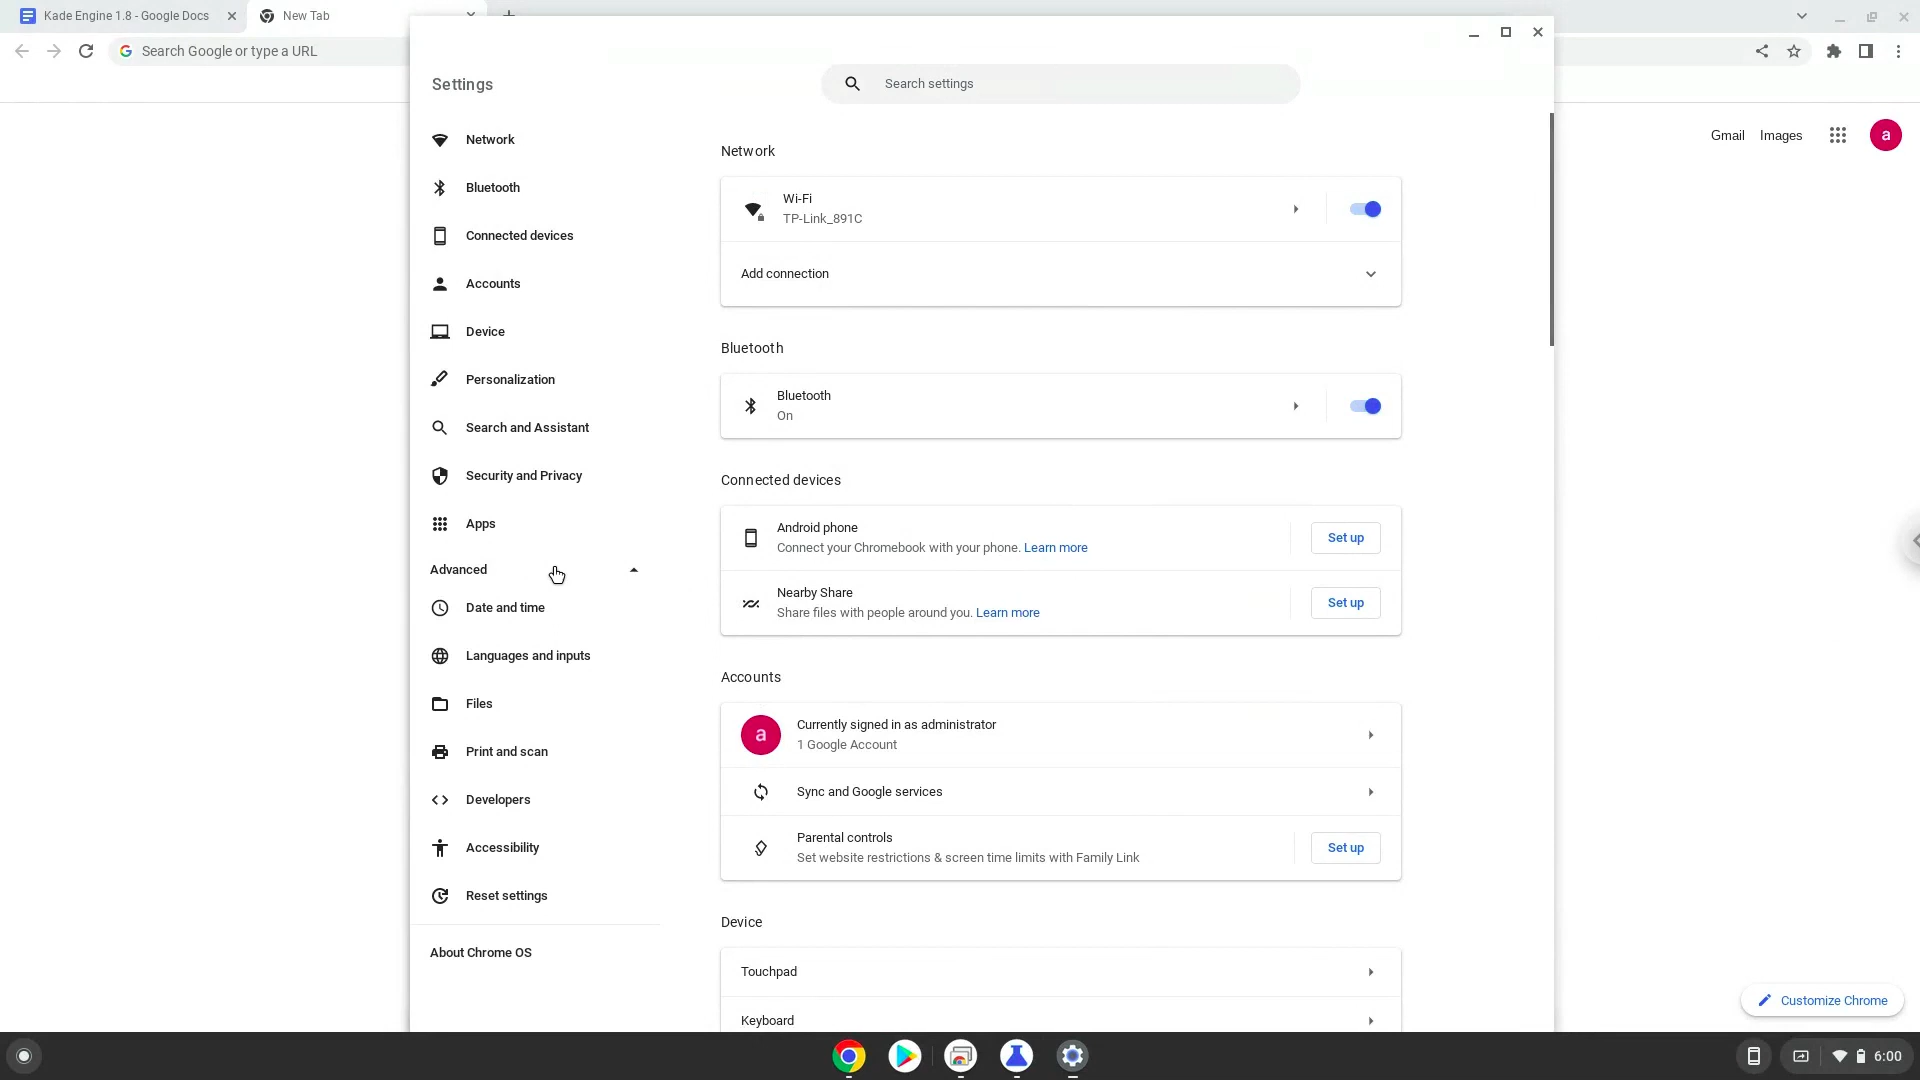 Kade Engine 1.8 - Google Docs
New Tab
Search Google or type a URL
Gmail
Images
a
Settings
Search settings
Network
Bluetooth
Connected devices
Accounts
Device
Personalization
Search and Assistant
Security and Privacy
Apps
Advanced
Date and time
Languages and inputs
Files
Print and scan
Developers
Accessibility
Reset settings
About Chrome OS
Network
Wi-Fi
TP-Link_891C
Add connection
Bluetooth
Bluetooth
On
Connected devices
Android phone
Connect your Chromebook with your phone. Learn more
Set up
Nearby Share
Share files with people around you. Learn more
Set up
Accounts
a
Currently signed in as administrator
1 Google Account
Sync and Google services
Parental controls
Set website restrictions & screen time limits with Family Link
Set up
Device
Touchpad
Keyboard
Customize Chrome
6:00